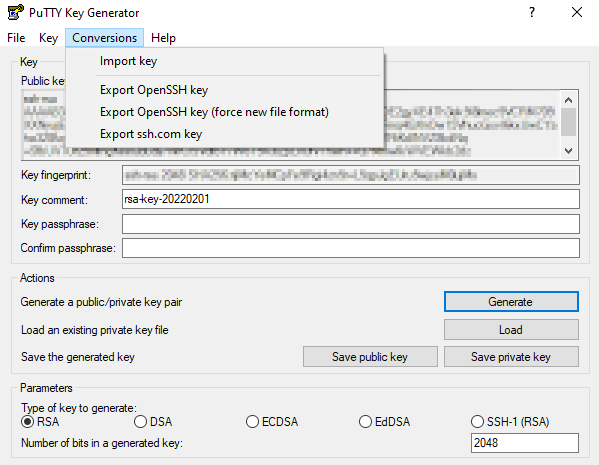 PuTTY Key Generator
File Key Conversions Help
Import key
Export OpenSSH key
Export OpenSSH key (force new file format)
Export ssh.com key
Key
Public key
Key fingerprint:
Key comment: rsa-key-20220201
Key passphrase:
Confirm passphrase:
Actions
Generate a public/private key pair Generate
Load an existing private key file Load
Save the generated key Save public key Save private key
Parameters
Type of key to generate:
RSA DSA ECDSA EdDSA SSH-1 (RSA)
Number of bits in a generated key: 2048